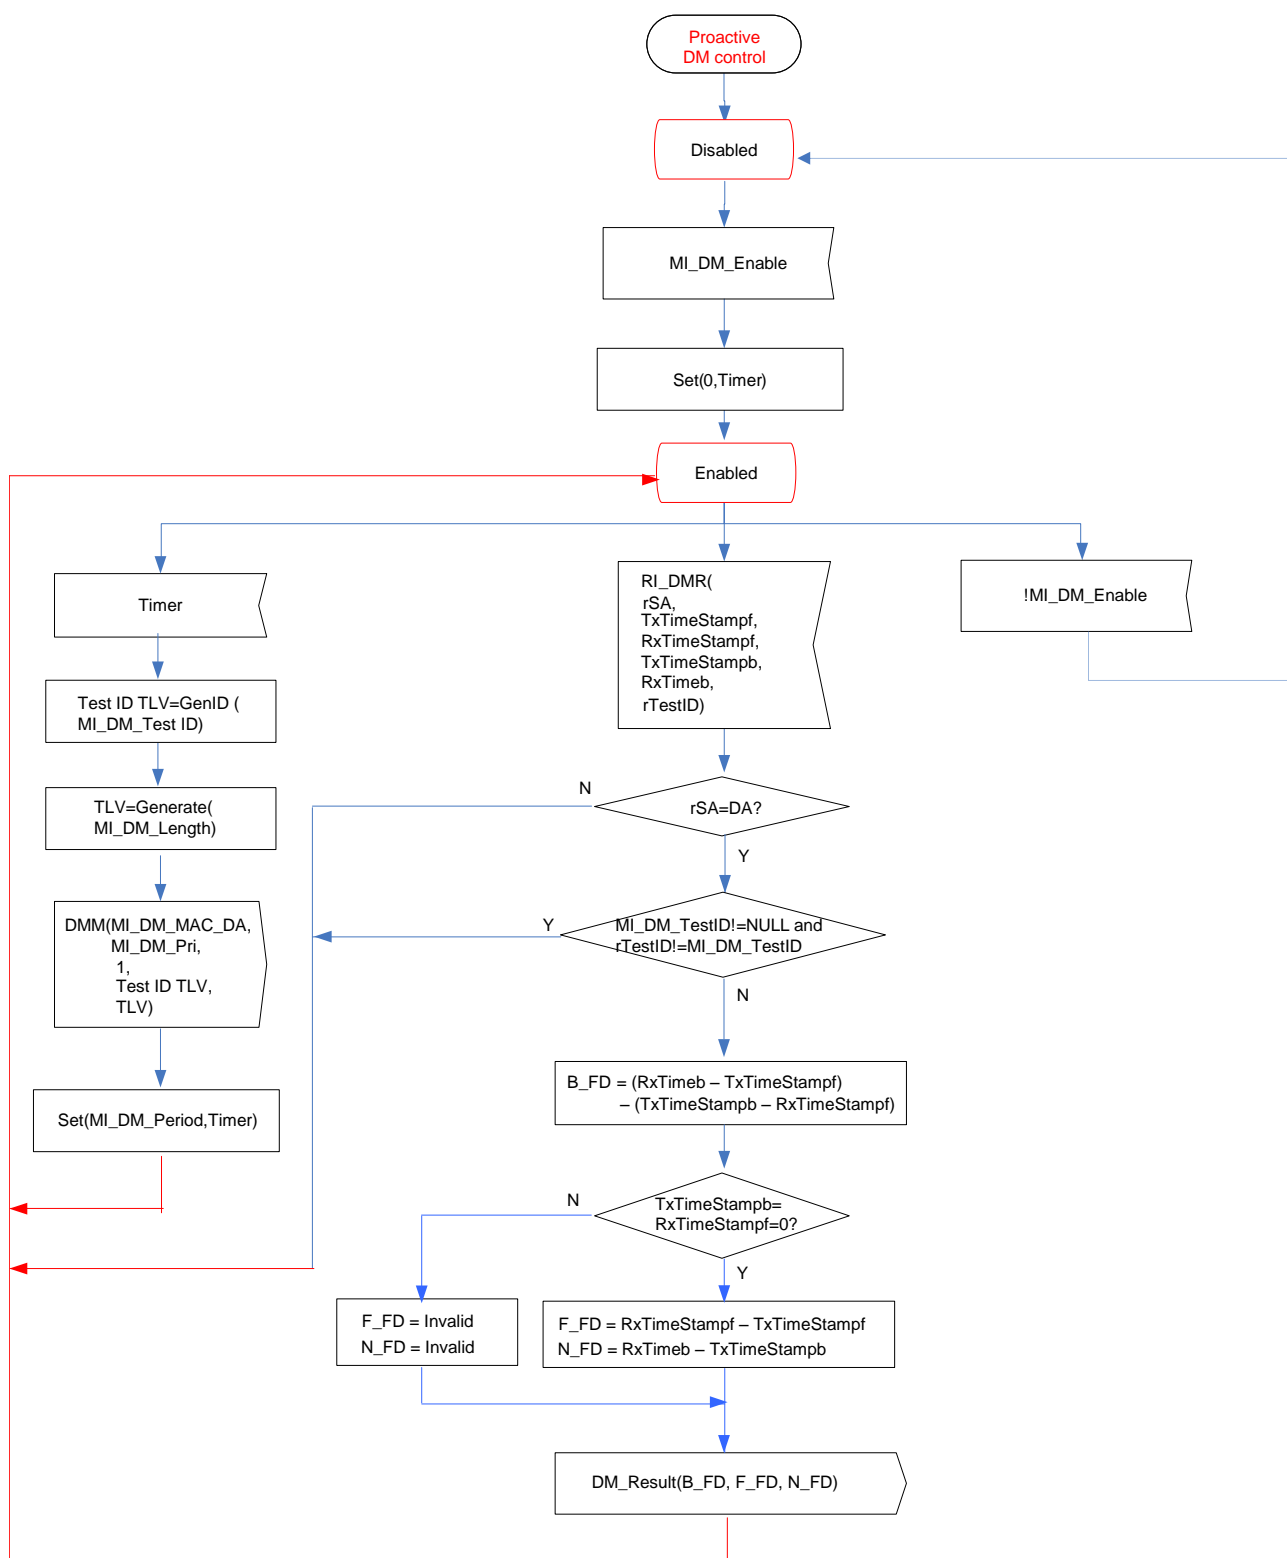 Proactive
DM control
Disabled
MI_DM_Enable
Set(0,Timer)
Enabled
Timer
Test ID TLV=GenID (
MI_DM_Test ID)
TLV=Generate(
MI_DM_Length)
DMM(MI_DM_MAC_DA,
MI_DM_Pri,
1,
Test ID TLV,
TLV)
Set(MI_DM_Period,Timer)
RI_DMR(
rSA,
TxTimeStampf,
RxTimeStampf,
TxTimeStampb,
RxTimeb,
rTestID)
!MI_DM_Enable
N
rSA=DA?
Y
Y
MI_DM_TestID!=NULL and
rTestID!=MI_DM_TestID
N
B_FD = (RxTimeb – TxTimeStampf)
– (TxTimeStampb – RxTimeStampf)
N
TxTimeStampb=
RxTimeStampf=0?
Y
F_FD = Invalid
N_FD = Invalid
F_FD = RxTimeStampf – TxTimeStampf
N_FD = RxTimeb – TxTimeStampb
DM_Result(B_FD, F_FD, N_FD)